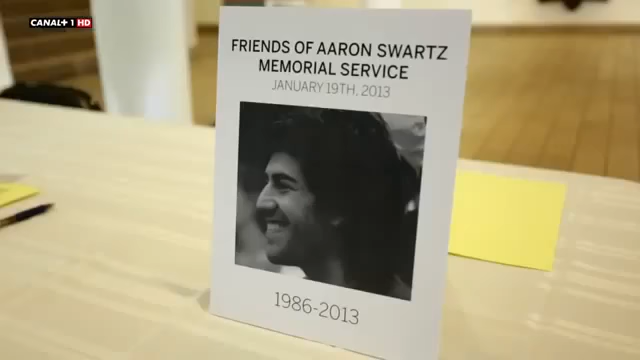 CANAL+ 1 HD
FRIENDS OF AARON SWARTZ
MEMORIAL SERVICE
JANUARY 19TH, 2013
1986-2013